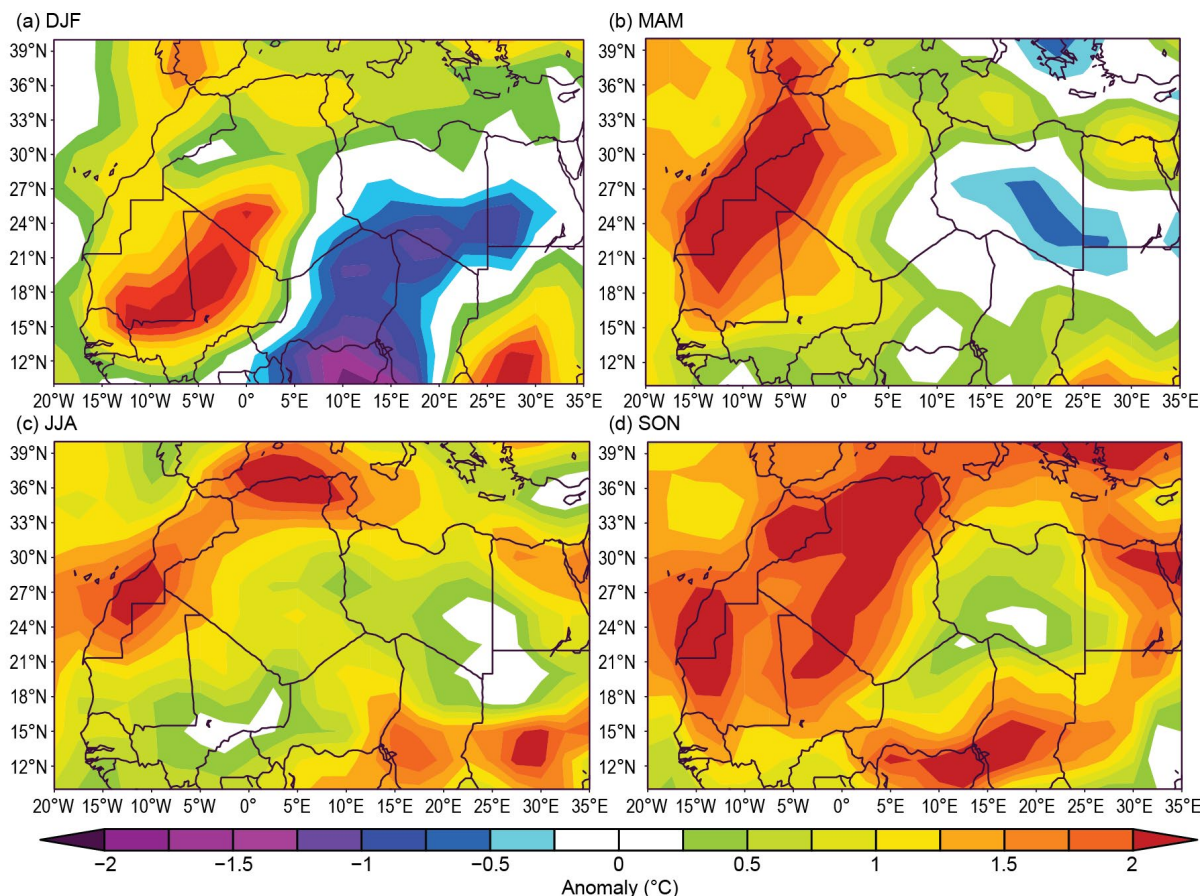 (a) DJF
(b) MAM
39°N
36°N
33°N
30°N
27°N
24°N
21°N
18°N
15°N
12°N
20°W 15°W 10°W 5°W 0° 5°E 10°E 15°E 20°E 25°E 30°E 35°E
39°N
36°N
33°N
30°N
27°N
24°N
21°N
18°N
15°N
12°N
20°W 15°W 10°W 5°W 0° 5°E 10°E 15°E 20°E 25°E 30°E 35°E
(c) JJA
(d) SON
39°N
36°N
33°N
30°N
27°N
24°N
21°N
18°N
15°N
12°N
20°W 15°W 10°W 5°W 0° 5°E 10°E 15°E 20°E 25°E 30°E 35°E
39°N
36°N
33°N
30°N
27°N
24°N
21°N
18°N
15°N
12°N
20°W 15°W 10°W 5°W 0° 5°E 10°E 15°E 20°E 25°E 30°E 35°E
−2 −1.5 −1 −0.5 0 0.5 1 1.5 2
Anomaly (°C)